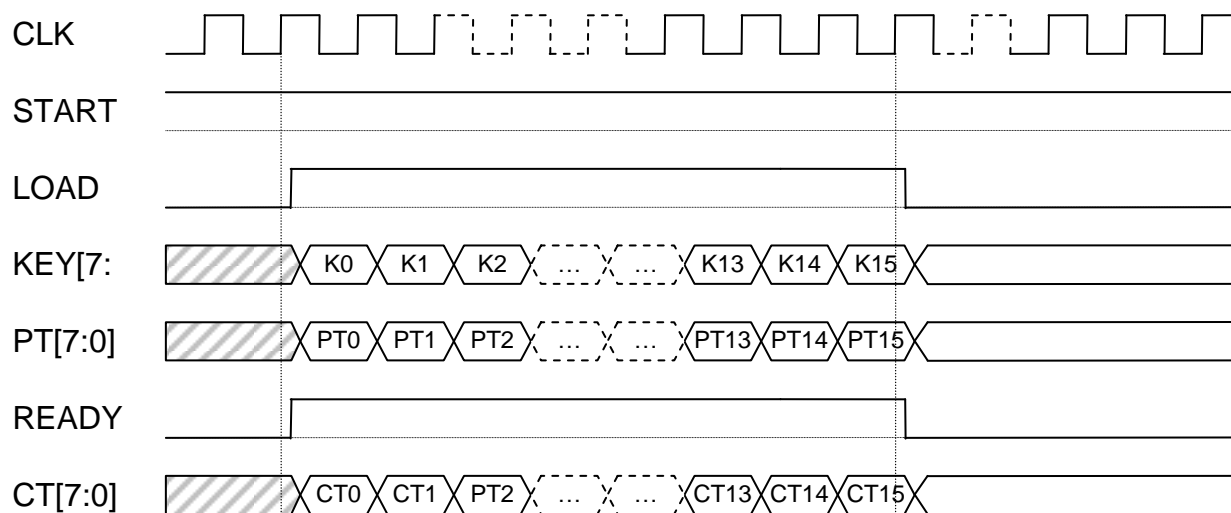 CLK
START
LOAD
KEY[7: K0 K1 K2 ... ... K13 K14 K15
PT[7:0] PT0 PT1 PT2 ... ... PT13 PT14 PT15
READY
CT[7:0] CT0 CT1 PT2 ... ... CT13 CT14 CT15